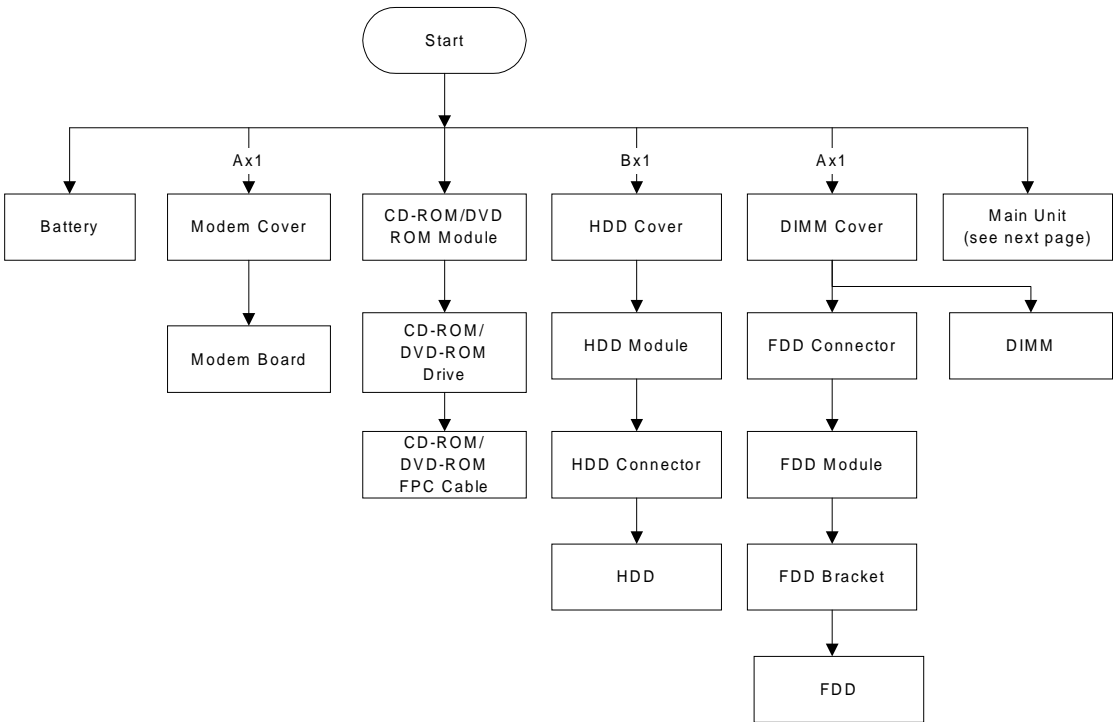 Start
Ax1
Bx1
Ax1
Battery
Modem Cover
CD-ROM/DVD
ROM Module
HDD Cover
DIMM Cover
Main Unit
(see next page)
Modem Board
CD-ROM/
DVD-ROM
Drive
HDD Module
FDD Connector
DIMM
CD-ROM/
DVD-ROM
FPC Cable
HDD Connector
FDD Module
HDD
FDD Bracket
FDD